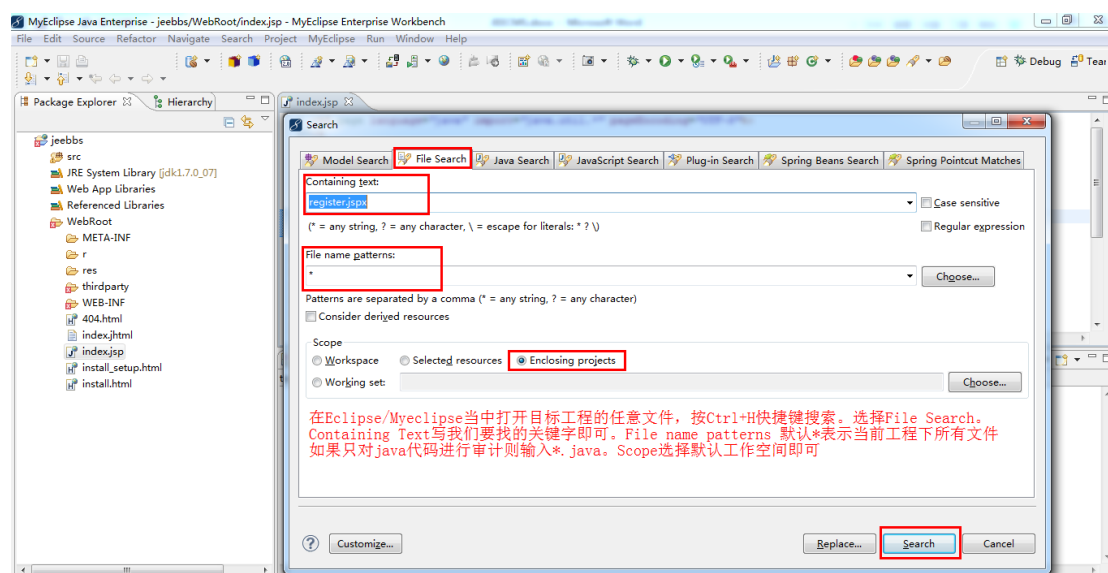 MyEclipse Java Enterprise - jeebbs/WebRoot/index.jsp - MyEclipse Enterprise Workbench
File Edit Source Refactor Navigate Search Project MyEclipse Run Window Help
Debug Tear
Package Explorer Hierarchy
index.jsp
jeebbs
src
JRE System Library [jdk1.7.0_07]
Web App Libraries
Referenced Libraries
WebRoot
META-INF
r
res
thirdparty
WEB-INF
404.html
index.jhtml
index.jsp
install_setup.html
install.html
Search
Model Search File Search Java Search JavaScript Search Plug-in Search Spring Beans Search Spring Pointcut Matches
Containing text:
register.jspx
Case sensitive
(* = any string, ? = any character, \ = escape for literals: * ? \)
Regular expression
File name patterns:
*
Choose...
Patterns are separated by a comma (* = any string, ? = any character)
Consider derived resources
Scope
Workspace Selected resources Enclosing projects
Working set: Choose...
在Eclipse/Myeclipse当中打开目标工程的任意文件，按Ctrl+H快捷键搜索。选择File Search。
Containing Text写我们要找的关键字即可。File name patterns 默认*表示当前工程下所有文件
如果只对java代码进行审计则输入*.java。Scope选择默认工作空间即可
Customize... Replace... Search Cancel